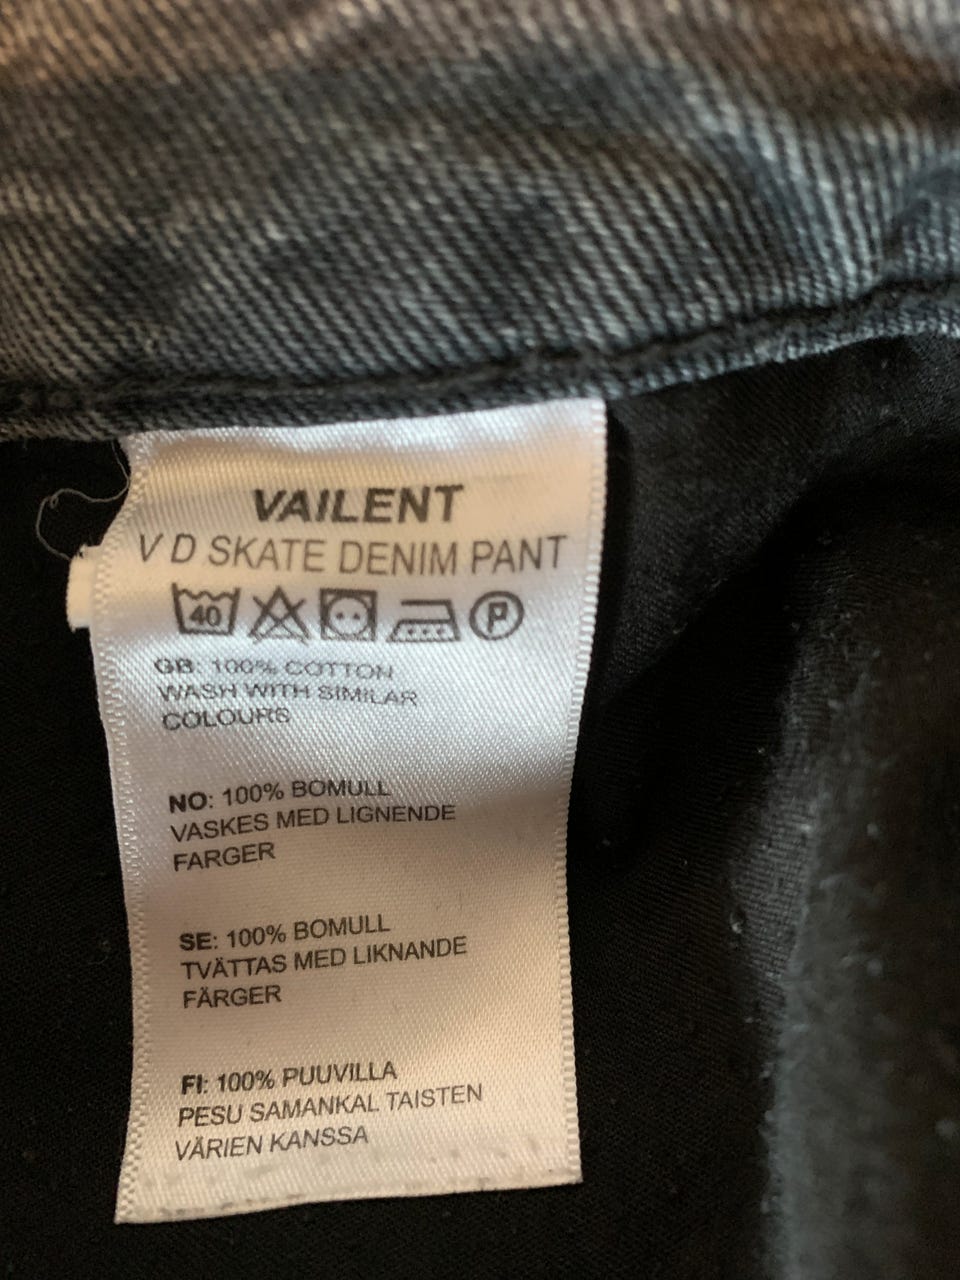 VAILENT
V D SKATE DENIM PANT
40 P
GB: 100% COTTON
WASH WITH SIMILAR
COLOURS
NO: 100% BOMULL
VASKES MED LIGNENDE
FARGER
SE: 100% BOMULL
TVÄTTAS MED LIKNANDE
FÄRGER
FI: 100% PUUVILLA
PESU SAMANKAL TAISTEN
VÄRIEN KANSSA